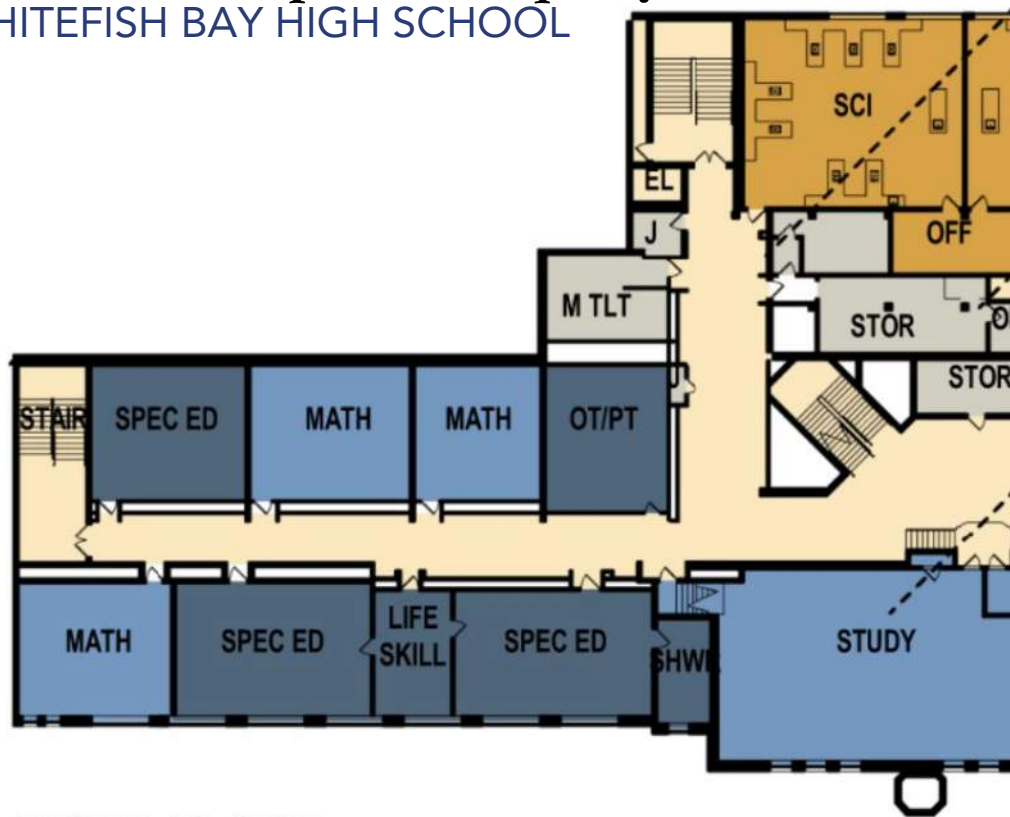 HITEFISH BAY HIGH SCHOOL
SCI
EL
J
OFF
M TLT
STOR
STOR
J
STAIR
SPEC ED
MATH
MATH
OT/PT
MATH
SPEC ED
LIFE
SKILL
SPEC ED
SHWR
STUDY